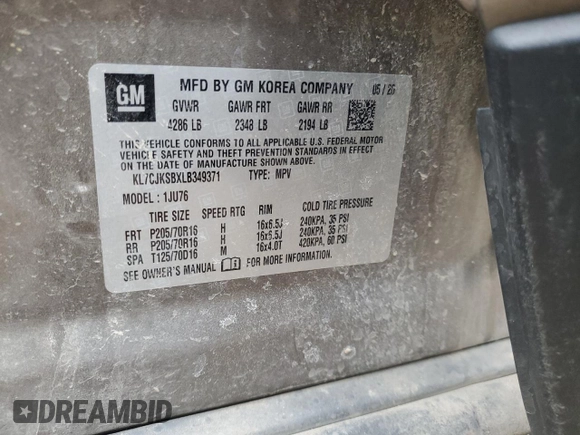 GM
MFD BY GM KOREA COMPANY 05 / 20
GVWR GAWR FRT GAWR RR
4286 LB 2348 LB 2194 LB
THIS VEHICLE CONFORMS TO ALL APPLICABLE U.S. FEDERAL MOTOR
VEHICLE SAFETY AND THEFT PREVENTION STANDARDS IN EFFECT
ON THE DATE OF MANUFACTURE SHOWN ABOVE.
KL7CJKSBXLB349371 TYPE: MPV
MODEL : 1JU76
TIRE SIZE SPEED RTG RIM COLD TIRE PRESSURE
FRT P205/70R16 H 16x6.5J 240KPA, 35 PSI
RR P205/70R16 H 16x6.5J 240KPA, 35 PSI
SPA T125/70D16 M 16x4.0T 420KPA, 60 PSI
SEE OWNER'S MANUAL FOR MORE INFORMATION.
DREAMBID